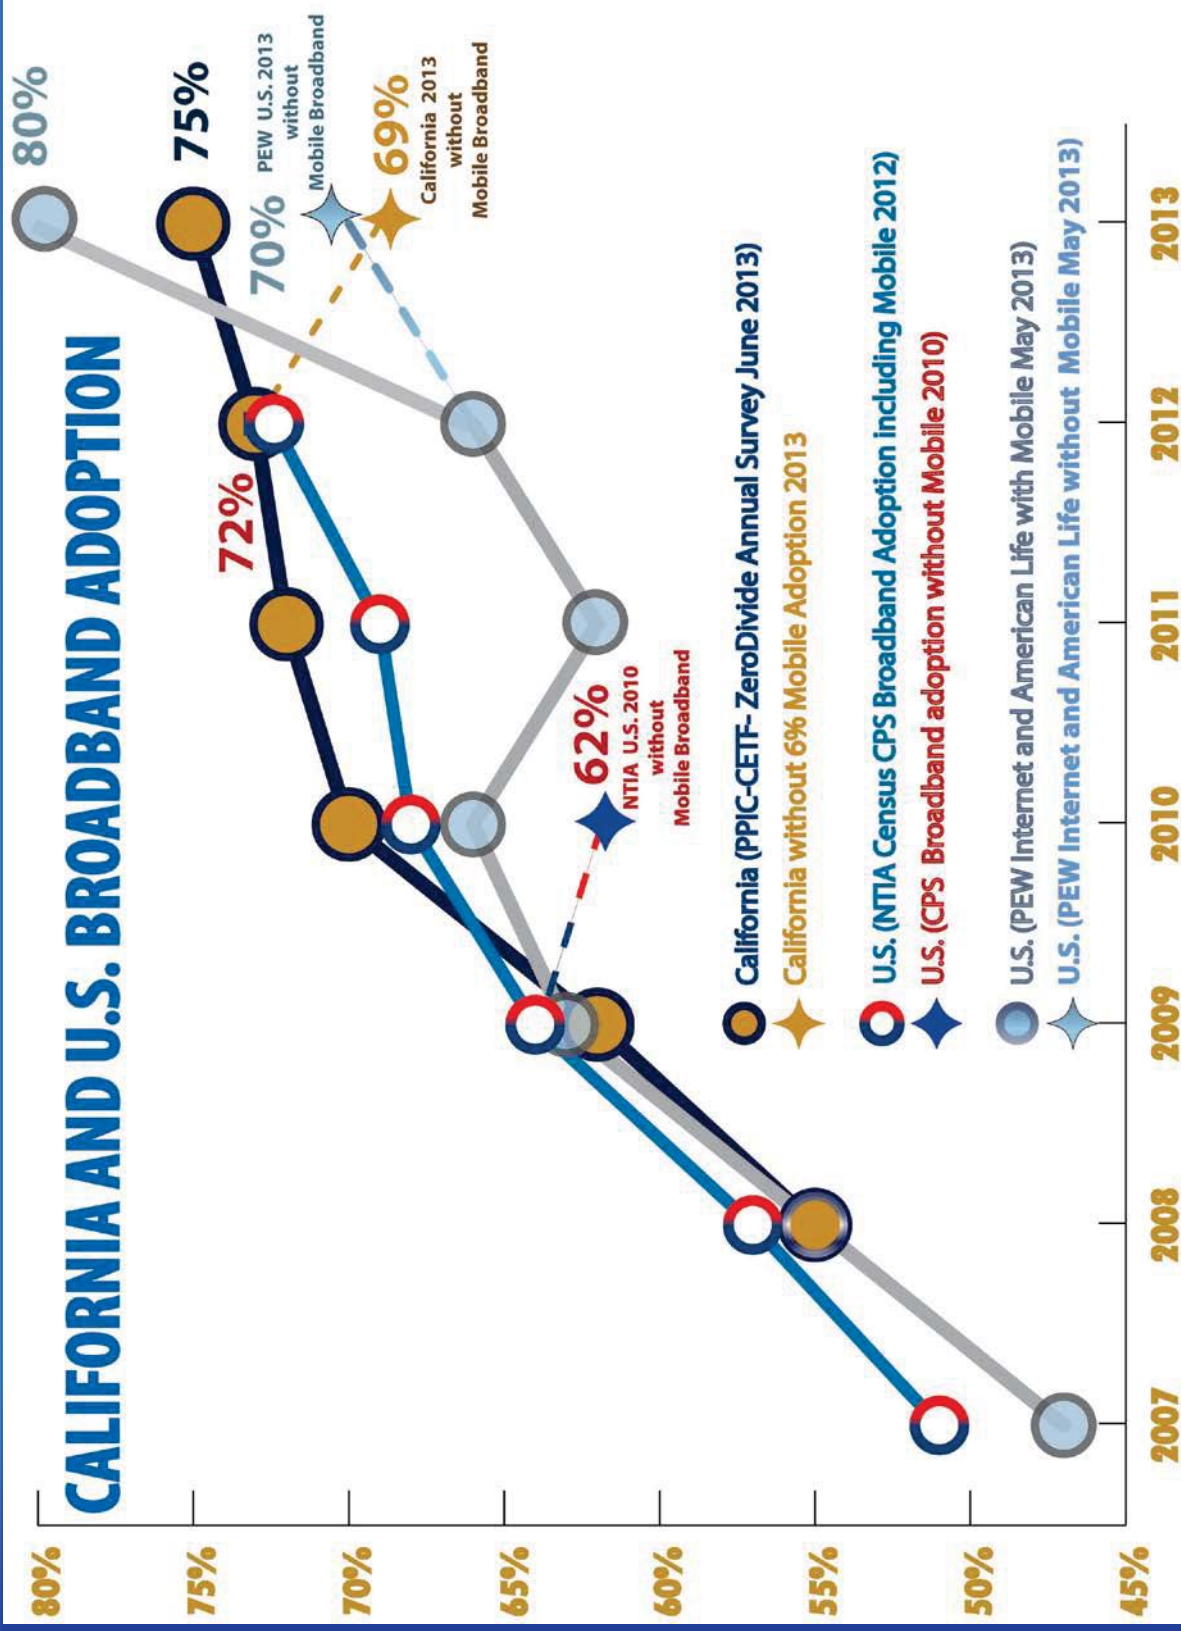 CALIFORNIA AND U.S. BROADBAND ADOPTION
80%
75%
70%
65%
60%
55%
50%
45%
80%
75%
72%
70%
PEW U.S. 2013
without
Mobile Broadband
69%
California 2013
without
Mobile Broadband
62%
NTIA U.S. 2010
without
Mobile Broadband
California (PPIC-CETF- ZeroDivide Annual Survey June 2013)
California without 6% Mobile Adoption 2013
U.S. (NTIA Census CPS Broadband Adoption including Mobile 2012)
U.S. (CPS Broadband adoption without Mobile 2010)
U.S. (PEW Internet and American Life with Mobile May 2013)
U.S. (PEW Internet and American Life without Mobile May 2013)
2007
2008
2009
2010
2011
2012
2013